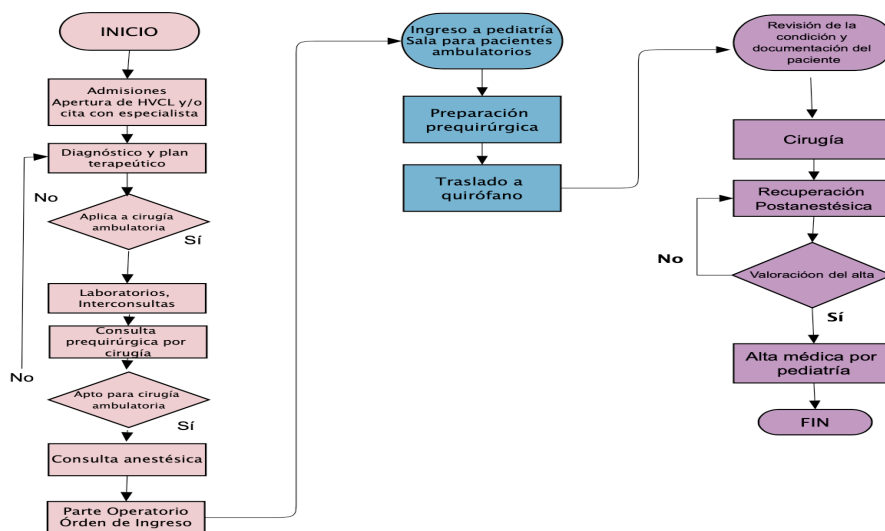 INICIO
Admisiones
Apertura de HVCL y/o
cita con especialista
Diagnóstico y plan
terapéutico
No
Aplica a cirugía
ambulatoria
Sí
Laboratorios,
Interconsultas
Consulta
prequirúrgica por
cirugía
No
Apto para cirugía
ambulatoria
Sí
Consulta anestésica
Parte Operatorio
Órden de Ingreso
Ingreso a pediatría
Sala para pacientes
ambulatorios
Preparación
prequirúrgica
Traslado a
quirófano
Revisión de la
condición y
documentación del
paciente
Cirugía
Recuperación
Postanestésica
No
Valoracióon del alta
Sí
Alta médica por
pediatría
FIN